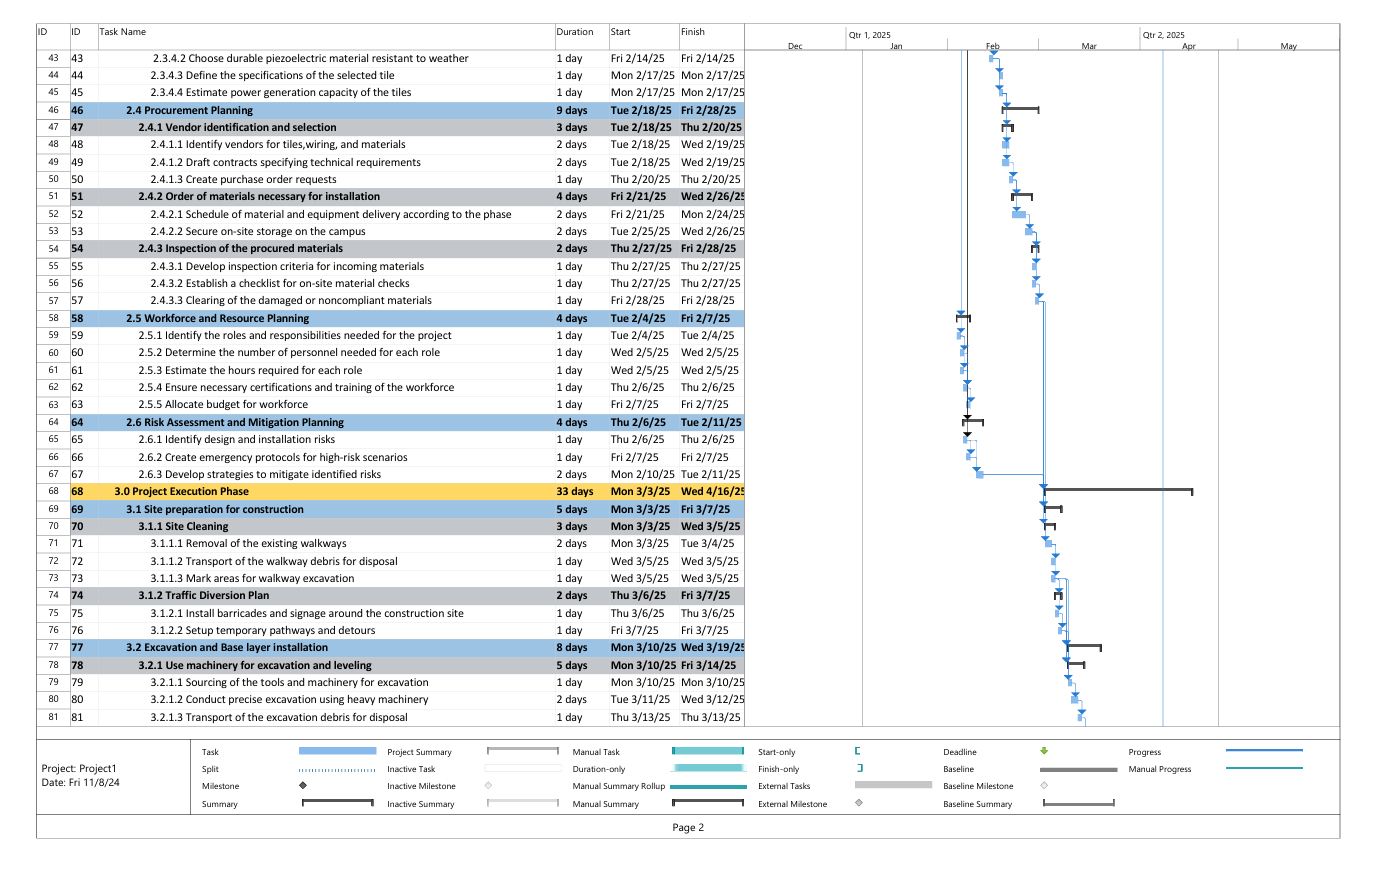 ID ID Task Name Duration Start Finish
Qtr 1, 2025 Qtr 2, 2025
Dec Jan Feb Mar Apr May
43 43 2.3.4.2 Choose durable piezoelectric material resistant to weather 1 day Fri 2/14/25 Fri 2/14/25
44 44 2.3.4.3 Define the specifications of the selected tile 1 day Mon 2/17/25 Mon 2/17/25
45 45 2.3.4.4 Estimate power generation capacity of the tiles 1 day Mon 2/17/25 Mon 2/17/25
46 46 2.4 Procurement Planning 9 days Tue 2/18/25 Fri 2/28/25
47 47 2.4.1 Vendor identification and selection 3 days Tue 2/18/25 Thu 2/20/25
48 48 2.4.1.1 Identify vendors for tiles,wiring, and materials 2 days Tue 2/18/25 Wed 2/19/25
49 49 2.4.1.2 Draft contracts specifying technical requirements 2 days Tue 2/18/25 Wed 2/19/25
50 50 2.4.1.3 Create purchase order requests 1 day Thu 2/20/25 Thu 2/20/25
51 51 2.4.2 Order of materials necessary for installation 4 days Fri 2/21/25 Wed 2/26/25
52 52 2.4.2.1 Schedule of material and equipment delivery according to the phase 2 days Fri 2/21/25 Mon 2/24/25
53 53 2.4.2.2 Secure on-site storage on the campus 2 days Tue 2/25/25 Wed 2/26/25
54 54 2.4.3 Inspection of the procured materials 2 days Thu 2/27/25 Fri 2/28/25
55 55 2.4.3.1 Develop inspection criteria for incoming materials 1 day Thu 2/27/25 Thu 2/27/25
56 56 2.4.3.2 Establish a checklist for on-site material checks 1 day Thu 2/27/25 Thu 2/27/25
57 57 2.4.3.3 Clearing of the damaged or noncompliant materials 1 day Fri 2/28/25 Fri 2/28/25
58 58 2.5 Workforce and Resource Planning 4 days Tue 2/4/25 Fri 2/7/25
59 59 2.5.1 Identify the roles and responsibilities needed for the project 1 day Tue 2/4/25 Tue 2/4/25
60 60 2.5.2 Determine the number of personnel needed for each role 1 day Wed 2/5/25 Wed 2/5/25
61 61 2.5.3 Estimate the hours required for each role 1 day Wed 2/5/25 Wed 2/5/25
62 62 2.5.4 Ensure necessary certifications and training of the workforce 1 day Thu 2/6/25 Thu 2/6/25
63 63 2.5.5 Allocate budget for workforce 1 day Fri 2/7/25 Fri 2/7/25
64 64 2.6 Risk Assessment and Mitigation Planning 4 days Thu 2/6/25 Tue 2/11/25
65 65 2.6.1 Identify design and installation risks 1 day Thu 2/6/25 Thu 2/6/25
66 66 2.6.2 Create emergency protocols for high-risk scenarios 1 day Fri 2/7/25 Fri 2/7/25
67 67 2.6.3 Develop strategies to mitigate identified risks 2 days Mon 2/10/25 Tue 2/11/25
68 68 3.0 Project Execution Phase 33 days Mon 3/3/25 Wed 4/16/25
69 69 3.1 Site preparation for construction 5 days Mon 3/3/25 Fri 3/7/25
70 70 3.1.1 Site Cleaning 3 days Mon 3/3/25 Wed 3/5/25
71 71 3.1.1.1 Removal of the existing walkways 2 days Mon 3/3/25 Tue 3/4/25
72 72 3.1.1.2 Transport of the walkway debris for disposal 1 day Wed 3/5/25 Wed 3/5/25
73 73 3.1.1.3 Mark areas for walkway excavation 1 day Wed 3/5/25 Wed 3/5/25
74 74 3.1.2 Traffic Diversion Plan 2 days Thu 3/6/25 Fri 3/7/25
75 75 3.1.2.1 Install barricades and signage around the construction site 1 day Thu 3/6/25 Thu 3/6/25
76 76 3.1.2.2 Setup temporary pathways and detours 1 day Fri 3/7/25 Fri 3/7/25
77 77 3.2 Excavation and Base layer installation 8 days Mon 3/10/25 Wed 3/19/25
78 78 3.2.1 Use machinery for excavation and leveling 5 days Mon 3/10/25 Fri 3/14/25
79 79 3.2.1.1 Sourcing of the tools and machinery for excavation 1 day Mon 3/10/25 Mon 3/10/25
80 80 3.2.1.2 Conduct precise excavation using heavy machinery 2 days Tue 3/11/25 Wed 3/12/25
81 81 3.2.1.3 Transport of the excavation debris for disposal 1 day Thu 3/13/25 Thu 3/13/25
Project: Project1
Date: Fri 11/8/24
Task Project Summary Manual Task Start-only Deadline Progress
Split Inactive Task Duration-only Finish-only Baseline Manual Progress
Milestone Inactive Milestone Manual Summary Rollup External Tasks Baseline Milestone
Summary Inactive Summary Manual Summary External Milestone Baseline Summary
Page 2